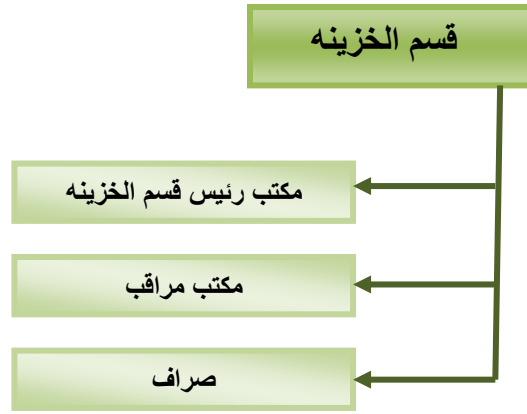 قسم الخزينه
مكتب رئيس قسم الخزينه
مكتب مراقب
صراف